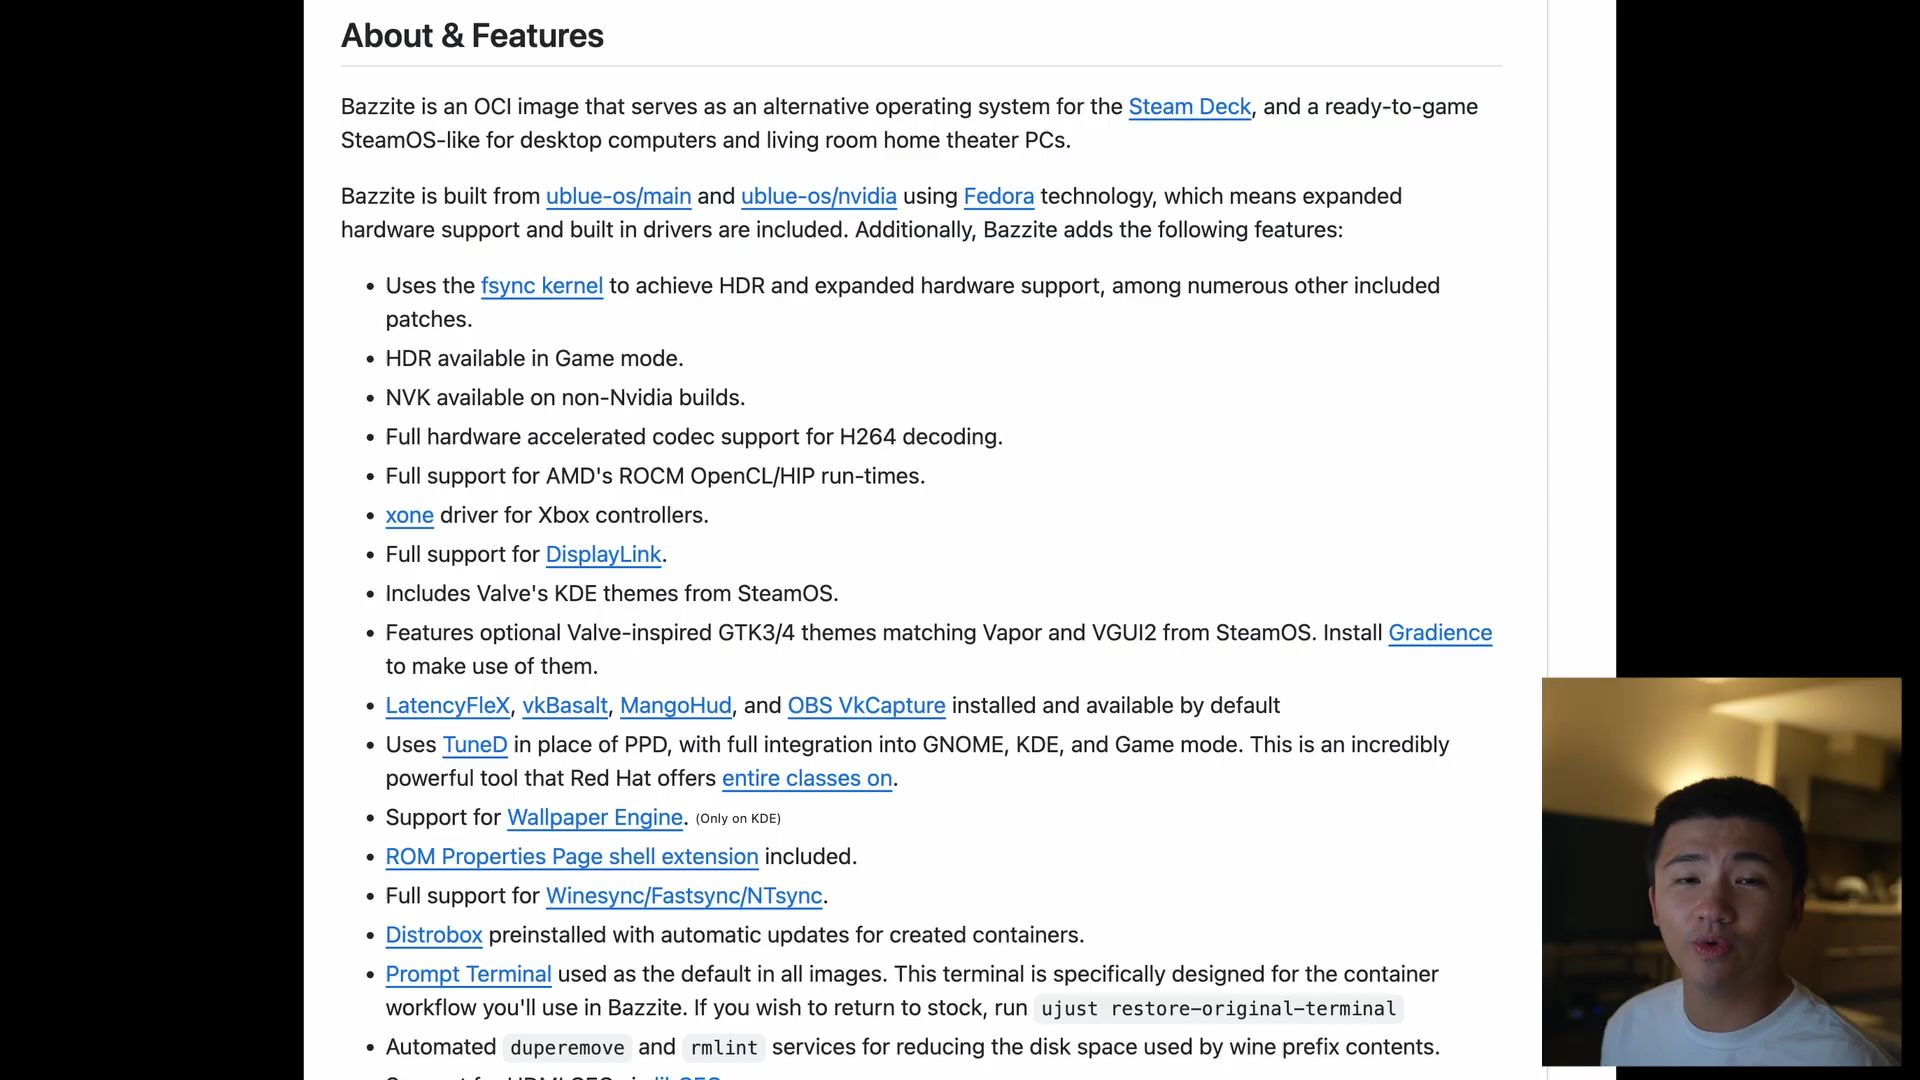 About & Features
Bazzite is an OCI image that serves as an alternative operating system for the Steam Deck, and a ready-to-game
SteamOS-like for desktop computers and living room home theater PCs.
Bazzite is built from ublue-os/main and ublue-os/nvidia using Fedora technology, which means expanded
hardware support and built in drivers are included. Additionally, Bazzite adds the following features:
• Uses the fsync kernel to achieve HDR and expanded hardware support, among numerous other included
patches.
• HDR available in Game mode.
• NVK available on non-Nvidia builds.
• Full hardware accelerated codec support for H264 decoding.
• Full support for AMD's ROCM OpenCL/HIP run-times.
• xone driver for Xbox controllers.
• Full support for DisplayLink.
• Includes Valve's KDE themes from SteamOS.
• Features optional Valve-inspired GTK3/4 themes matching Vapor and VGUI2 from SteamOS. Install Gradience
to make use of them.
• LatencyFleX, vkBasalt, MangoHud, and OBS VkCapture installed and available by default
• Uses TuneD in place of PPD, with full integration into GNOME, KDE, and Game mode. This is an incredibly
powerful tool that Red Hat offers entire classes on.
• Support for Wallpaper Engine. (Only on KDE)
• ROM Properties Page shell extension included.
• Full support for Winesync/Fastsync/NTsync.
• Distrobox preinstalled with automatic updates for created containers.
• Prompt Terminal used as the default in all images. This terminal is specifically designed for the container
workflow you'll use in Bazzite. If you wish to return to stock, run ujust restore-original-terminal
• Automated duperemove and rmlint services for reducing the disk space used by wine prefix contents.